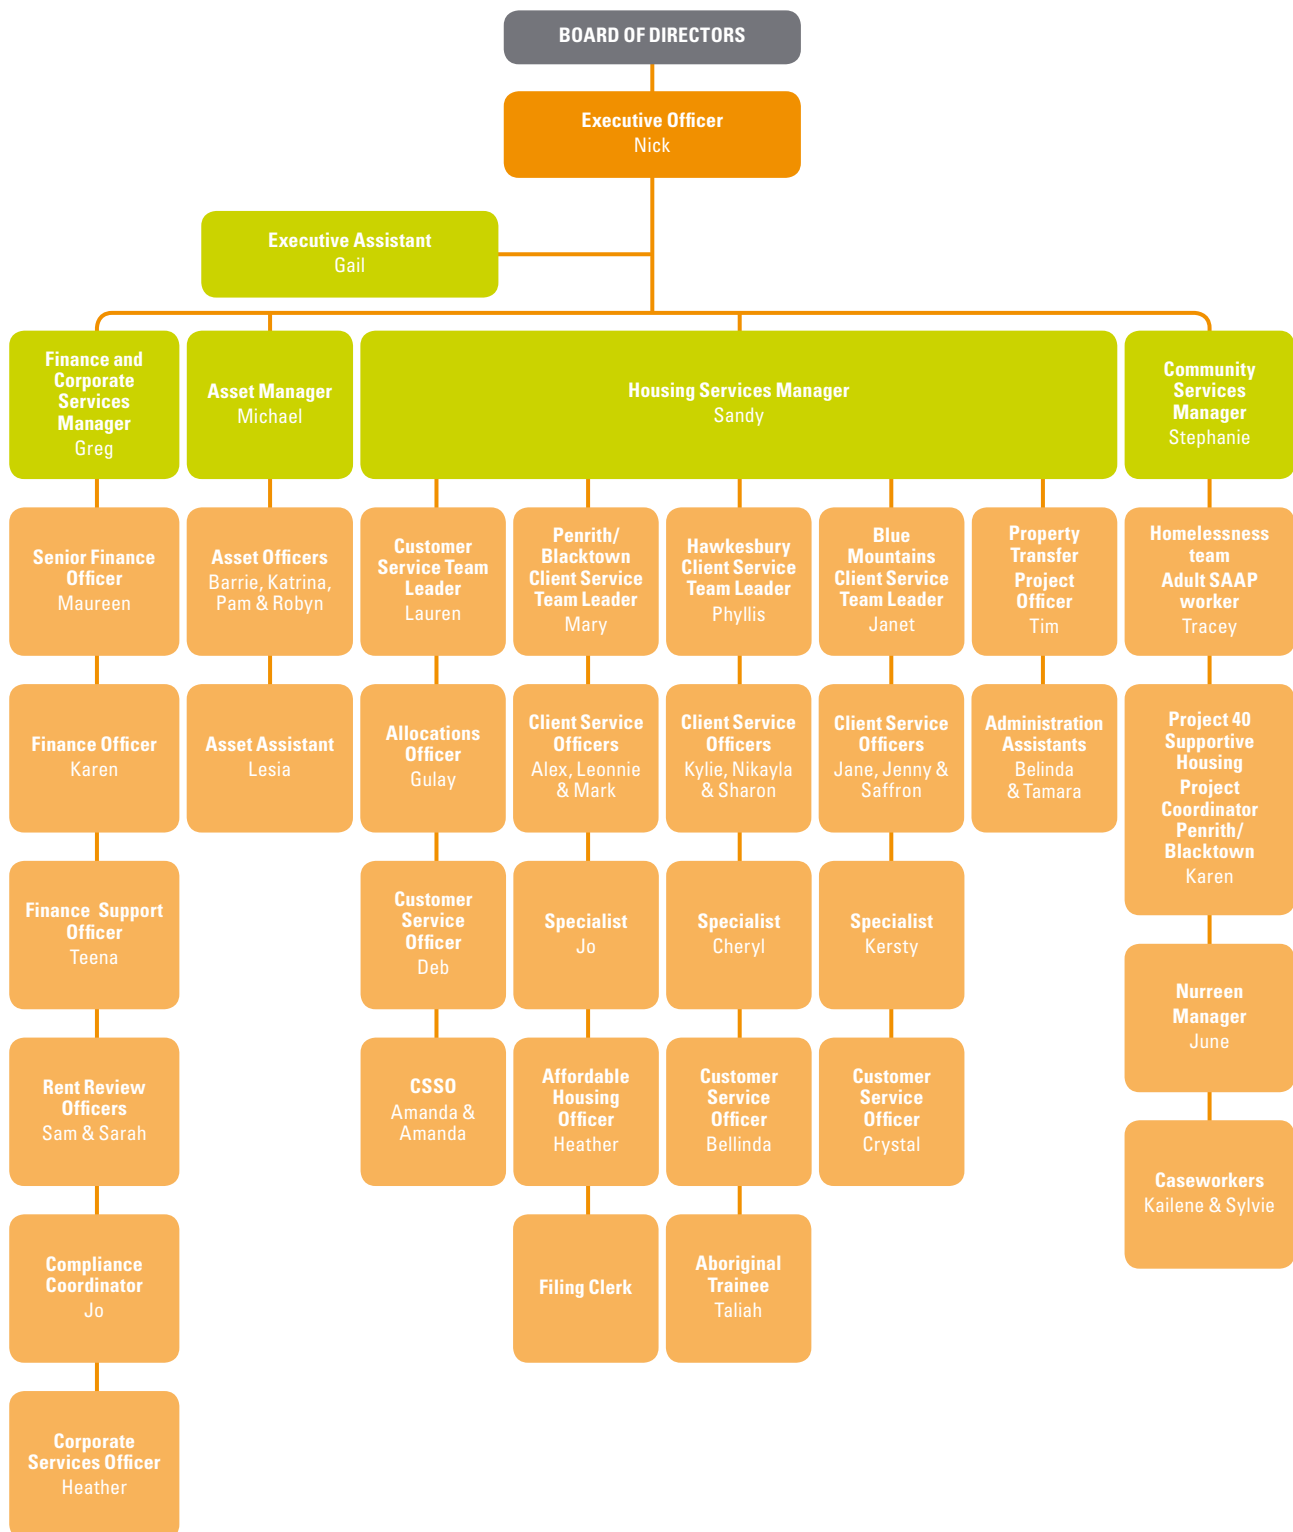 BOARD OF DIRECTORS
Executive Officer
Nick
Executive Assistant
Gail
Finance and
Corporate
Services
Manager
Greg
Asset Manager
Michael
Housing Services Manager
Sandy
Community
Services
Manager
Stephanie
Senior Finance
Officer
Maureen
Asset Officers
Barrie, Katrina,
Pam & Robyn
Customer
Service Team
Leader
Lauren
Penrith/
Blacktown
Client Service
Team Leader
Mary
Hawkesbury
Client Service
Team Leader
Phyllis
Blue
Mountains
Client Service
Team Leader
Janet
Property
Transfer
Project
Officer
Tim
Homelessness
team
Adult SAAP
worker
Tracey
Finance Officer
Karen
Asset Assistant
Lesia
Allocations
Officer
Gulay
Client Service
Officers
Alex, Leonnie
& Mark
Client Service
Officers
Kylie, Nikayla
& Sharon
Client Service
Officers
Jane, Jenny &
Saffron
Administration
Assistants
Belinda
& Tamara
Project 40
Supportive
Housing
Project
Coordinator
Penrith/
Blacktown
Karen
Finance Support
Officer
Teena
Customer
Service
Officer
Deb
Specialist
Jo
Specialist
Cheryl
Specialist
Kersty
Nurreen
Manager
June
Rent Review
Officers
Sam & Sarah
CSSO
Amanda &
Amanda
Affordable
Housing
Officer
Heather
Customer
Service
Officer
Bellinda
Customer
Service
Officer
Crystal
Caseworkers
Kailene & Sylvie
Compliance
Coordinator
Jo
Filing Clerk
Aboriginal
Trainee
Taliah
Corporate
Services Officer
Heather